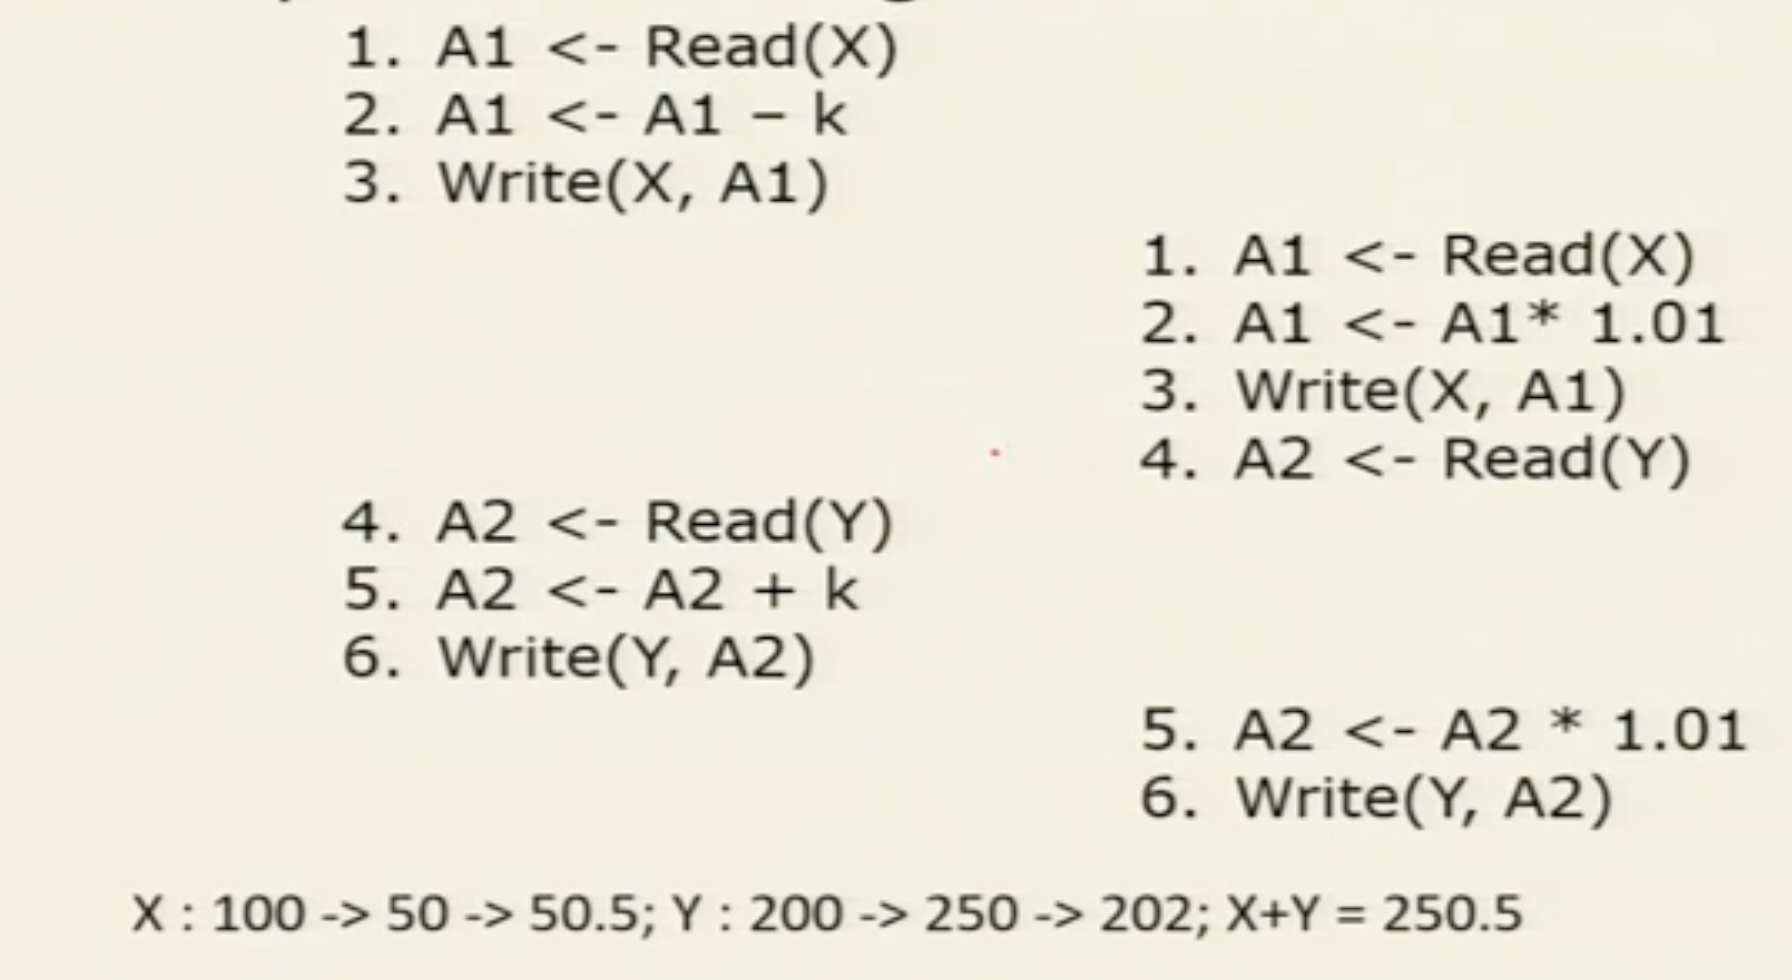 1. A1 <- Read(X)
2. A1 <- A1 – k
3. Write(X, A1)
1. A1 <- Read(X)
2. A1 <- A1* 1.01
3. Write(X, A1)
4. A2 <- Read(Y)
4. A2 <- Read(Y)
5. A2 <- A2 + k
6. Write(Y, A2)
5. A2 <- A2 * 1.01
6. Write(Y, A2)
X : 100 -> 50 -> 50.5; Y : 200 -> 250 -> 202; X+Y = 250.5